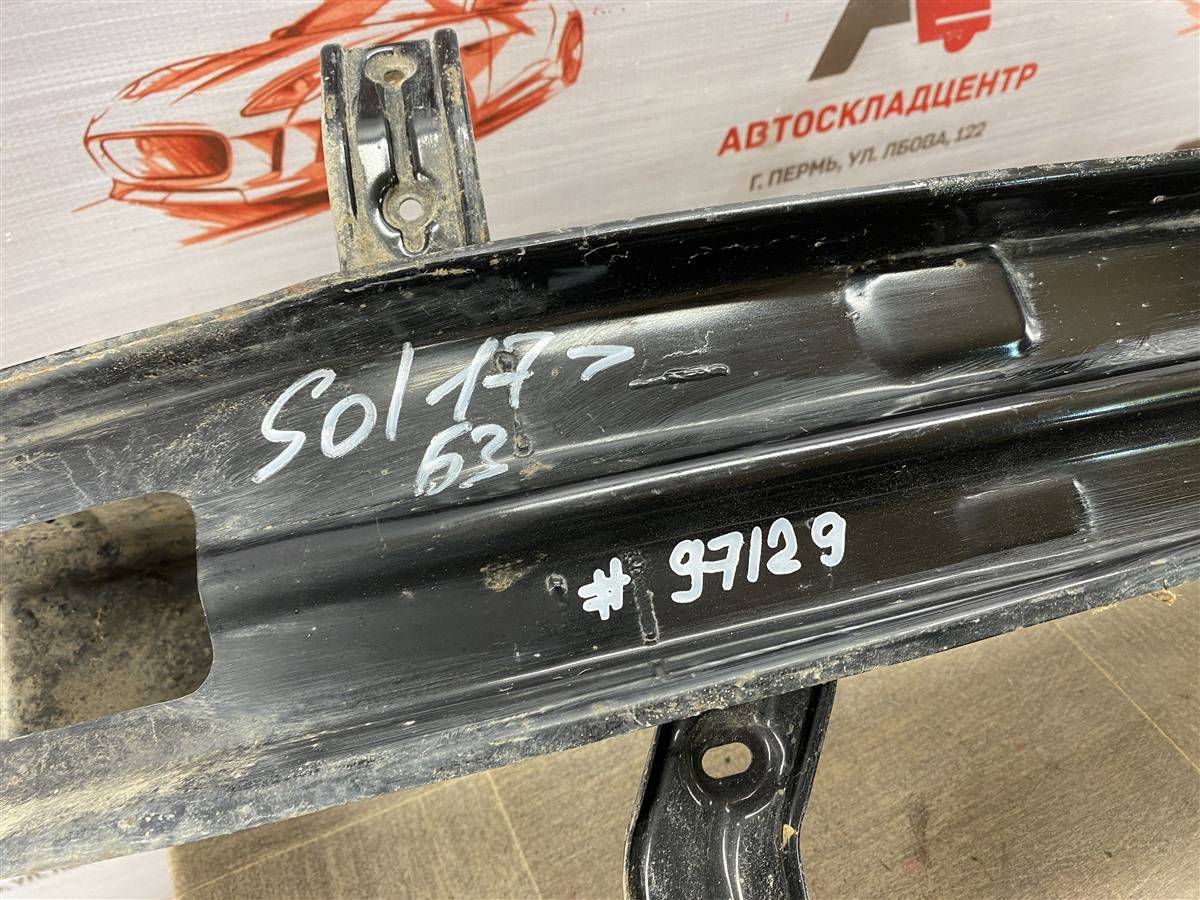 АВТОСКЛАДЦЕНТР
Г. ПЕРМЬ, УЛ. ЛБОВА, 122
Sol 17 >
БЗ
# 97129